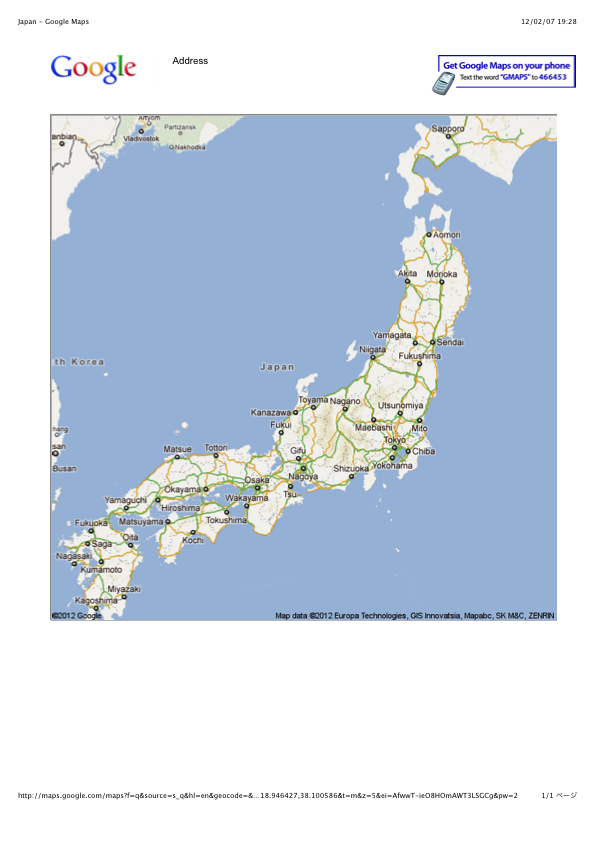 Japan - Google Maps
12/02/07 19:28
Google
Address
Get Google Maps on your phone
Text the word "GMAPS" to 466453
Artyom
Partizansk
Vladivostok
Nakhodka
anbian
Sapporo
Aomori
Akita
Morioka
Yamagata
Sendai
Niigata
Fukushima
th Korea
Japan
Toyama
Nagano
Utsunomiya
Kanazawa
Maebashi
Mito
Fukui
Tokyo
Chiba
Gifu
Yokohama
Matsue
Tottori
Nagoya
Shizuoka
hang
san
Busan
Okayama
Osaka
Tsu
Yamaguchi
Hiroshima
Wakayama
Fukuoka
Matsuyama
Tokushima
Saga
Oita
Kochi
Nagasaki
Kumamoto
Miyazaki
Kagoshima
©2012 Google
Map data ©2012 Europa Technologies, GIS Innovatsia, Mapabc, SK M&C, ZENRIN
http://maps.google.com/maps?f=q&source=s_q&hl=en&geocode=&...18.946427,38.100586&t=m&z=5&ei=AfwwT-ieO8HOmAWT3LSGCg&pw=2
1/1 ページ